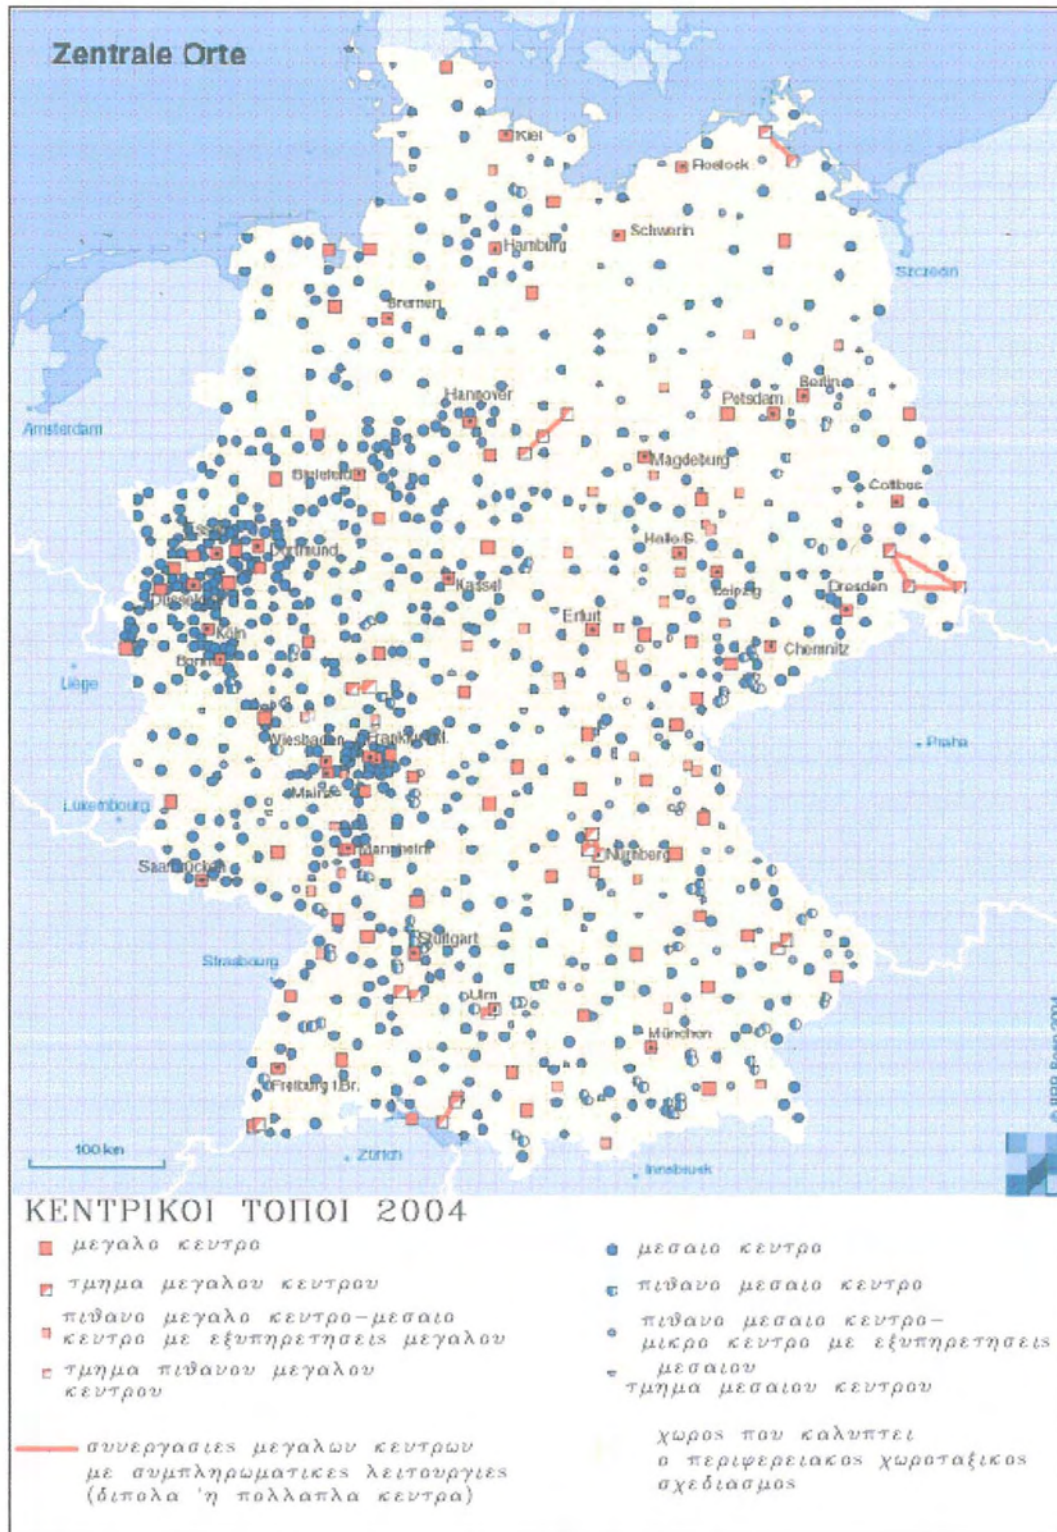 Zentrale Orte
Kiel
Rostock
Schwerin
Hamburg
Szczecin
Bremen
Hannover
Berlin
Potsdam
Amsterdam
Magdeburg
Bielefeld
Cottbus
Essen
Dortmund
Halle/S.
Kassel
Leipzig
Dresden
Düsseldorf
Erfurt
Köln
Chemnitz
Bonn
Liège
Wiesbaden
Frankfurt/M.
Praha
Mainz
Luxembourg
Mannheim
Nürnberg
Saarbrücken
Stuttgart
Strasbourg
Ulm
München
Freiburg i.Br.
100 km
Zürich
Innsbruck
ΚΕΝΤΡΙΚΟΙ ΤΟΠΟΙ 2004
μεγαλο κεντρο
τμημα μεγαλου κεντρου
πιθανο μεγαλο κεντρο-μεσαιο
κεντρο με εξυπηρετησεις μεγαλου
τμημα πιθανου μεγαλου
κεντρου
συνεργασιες μεγαλων κεντρων
με συμπληρωματικες λειτουργιες
(διπολα 'η πολλαπλα κεντρα)
μεσαιο κεντρο
πιθανο μεσαιο κεντρο
πιθανο μεσαιο κεντρο-
μικρο κεντρο με εξυπηρετησεις
μεσαιου
τμημα μεσαιου κεντρου
χωρος που καλυπτει
ο περιφερειακος χωροταξικος
σχεδιασμος